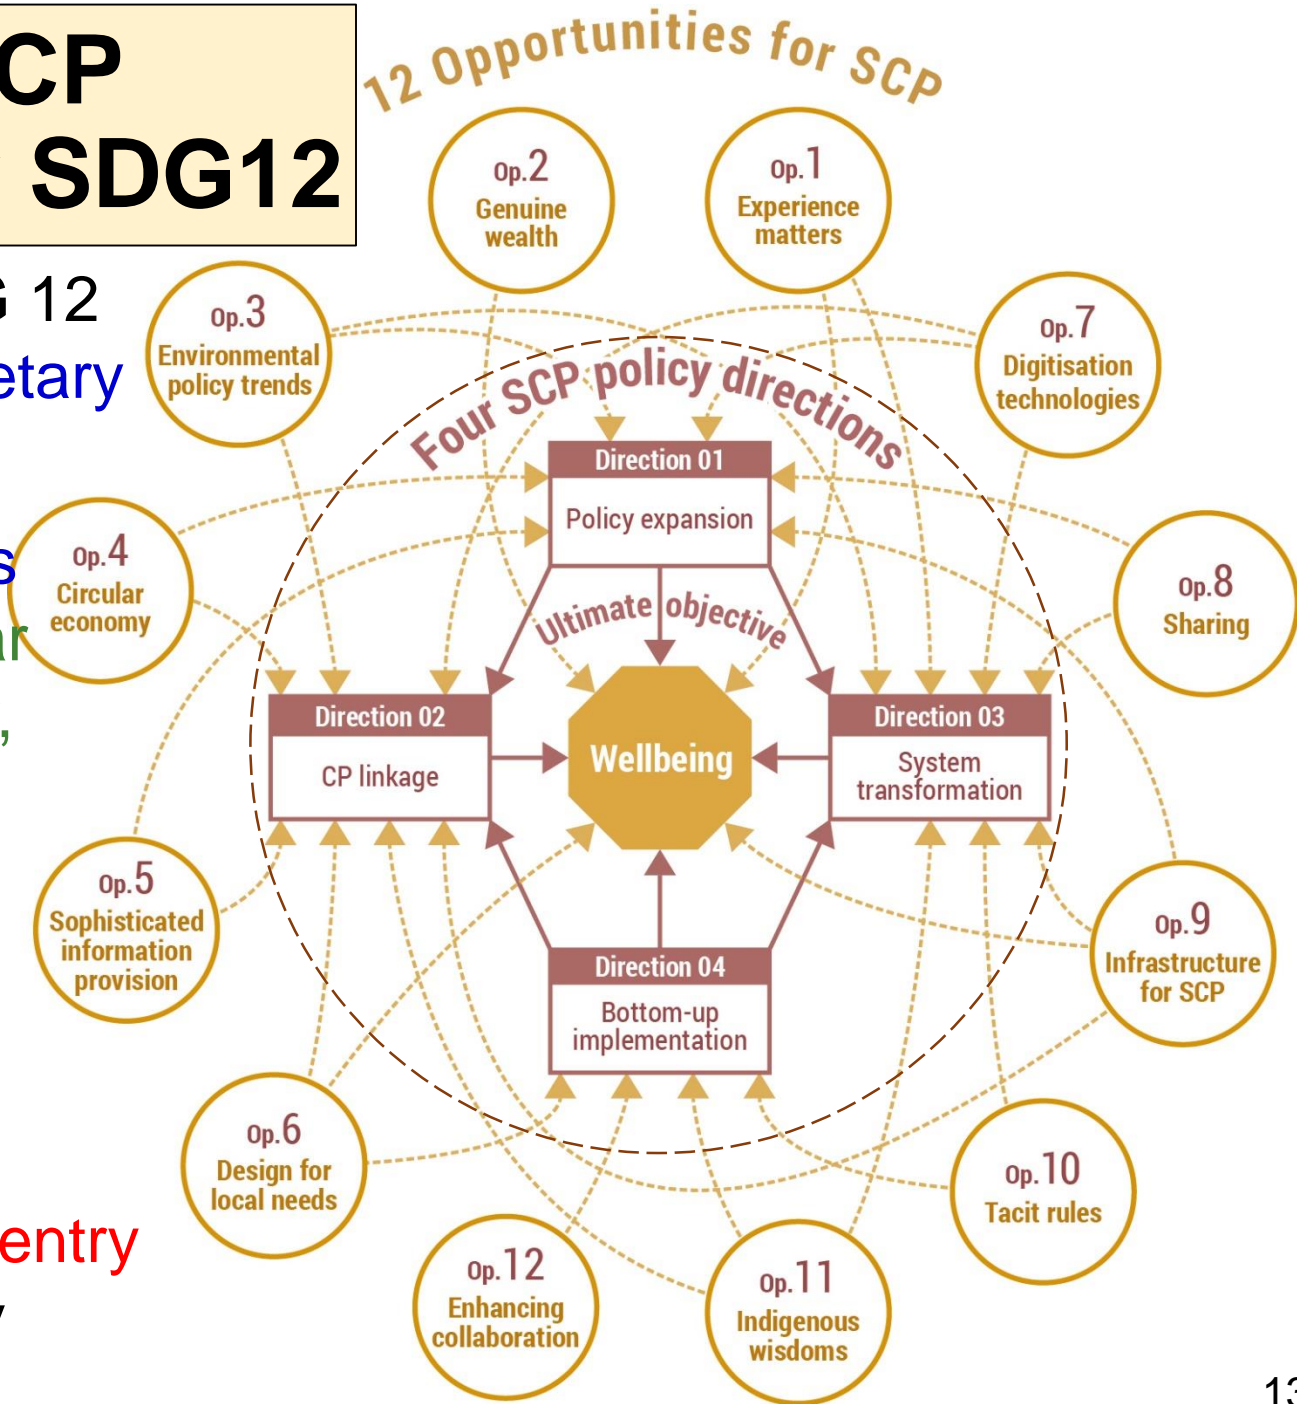 CP
SDG12
12 Opportunities for SCP
G 12
etary
s
ar
,
entry
y
Op.2
Genuine
wealth
Op.1
Experience
matters
Op.3
Environmental
policy trends
Op.7
Digitisation
technologies
Four SCP policy directions
Direction 01
Policy expansion
Op.4
Circular
economy
Op.8
Sharing
Ultimate objective
Direction 02
CP linkage
Wellbeing
Direction 03
System
transformation
Op.5
Sophisticated
information
provision
Op.9
Infrastructure
for SCP
Direction 04
Bottom-up
implementation
Op.6
Design for
local needs
Op.10
Tacit rules
Op.12
Enhancing
collaboration
Op.11
Indigenous
wisdoms
13